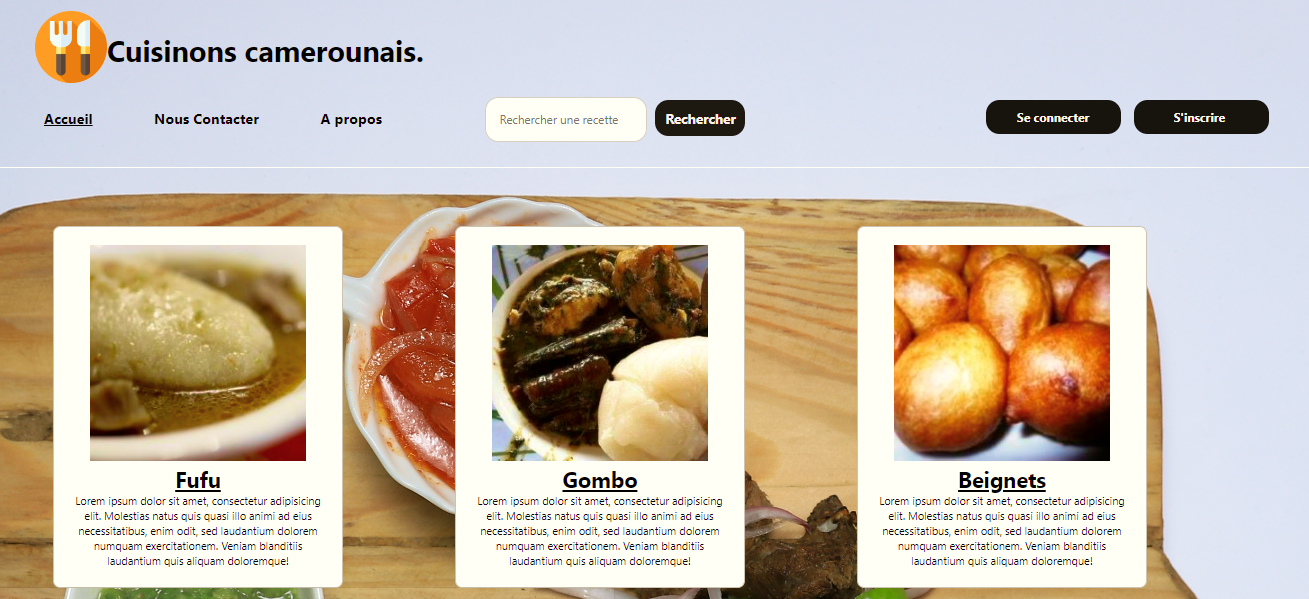 Cuisinons camerounais.
Accueil
Nous Contacter
A propos
Rechercher une recette
Rechercher
Se connecter
S'inscrire
Fufu
Lorem ipsum dolor sit amet, consectetur adipisicing
elit. Molestias natus quis quasi illo animi ad eius
necessitatibus, enim odit, sed laudantium dolorem
numquam exercitationem. Veniam blanditiis
laudantium quis aliquam doloremque!
Gombo
Lorem ipsum dolor sit amet, consectetur adipisicing
elit. Molestias natus quis quasi illo animi ad eius
necessitatibus, enim odit, sed laudantium dolorem
numquam exercitationem. Veniam blanditiis
laudantium quis aliquam doloremque!
Beignets
Lorem ipsum dolor sit amet, consectetur adipisicing
elit. Molestias natus quis quasi illo animi ad eius
necessitatibus, enim odit, sed laudantium dolorem
numquam exercitationem. Veniam blanditiis
laudantium quis aliquam doloremque!